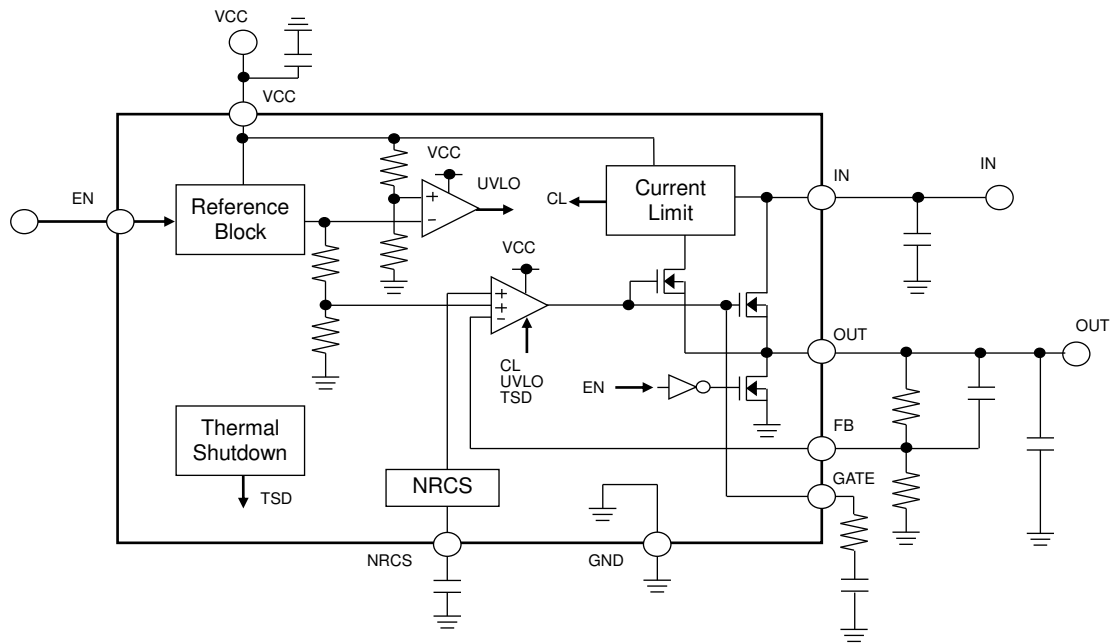 VCC
VCC
VCC
UVLO
EN
Reference
Block
+
−
CL
Current
Limit
IN
IN
VCC
+
+
−
CL
UVLO
TSD
EN
OUT
OUT
Thermal
Shutdown
TSD
FB
NRCS
GATE
NRCS
GND